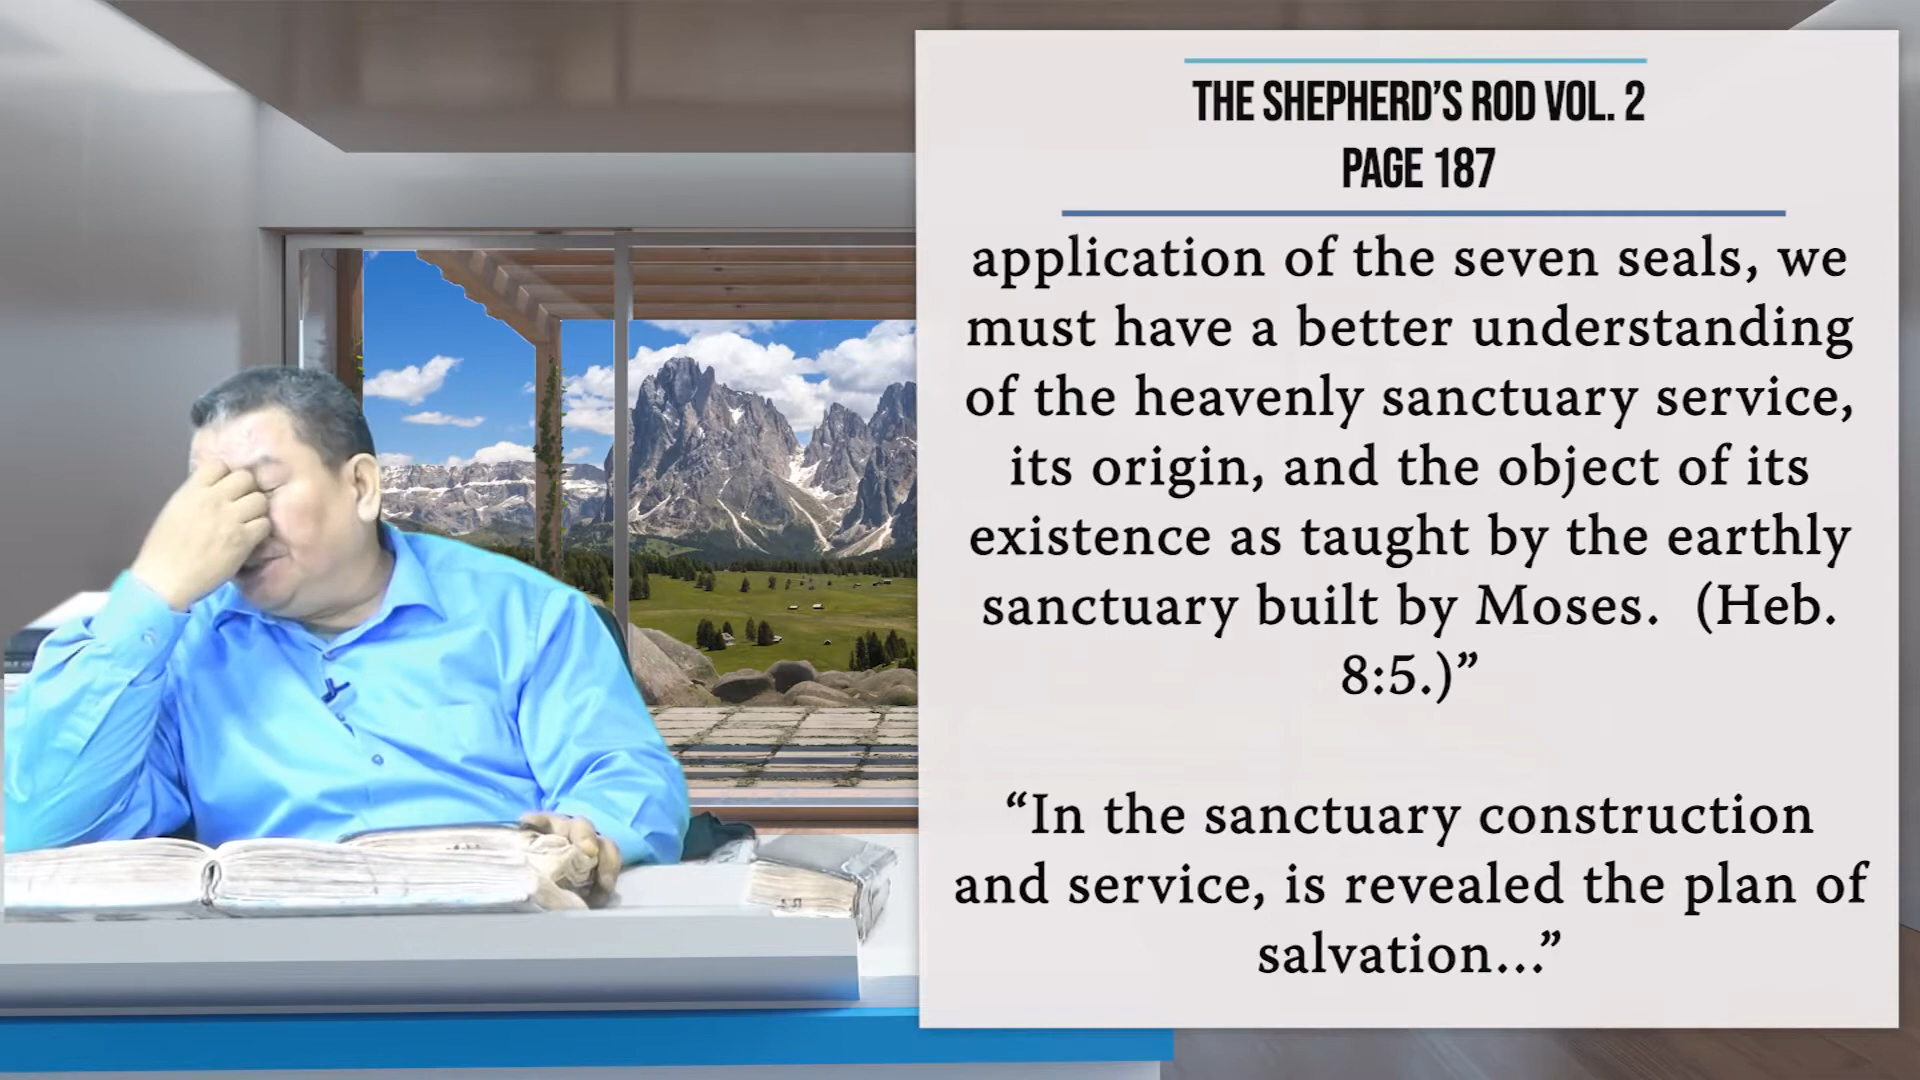 THE SHEPHERD’S ROD VOL. 2
PAGE 187
application of the seven seals, we
must have a better understanding
of the heavenly sanctuary service,
its origin, and the object of its
existence as taught by the earthly
sanctuary built by Moses.  (Heb.
8:5.)”
“In the sanctuary construction
and service, is revealed the plan of
salvation...”